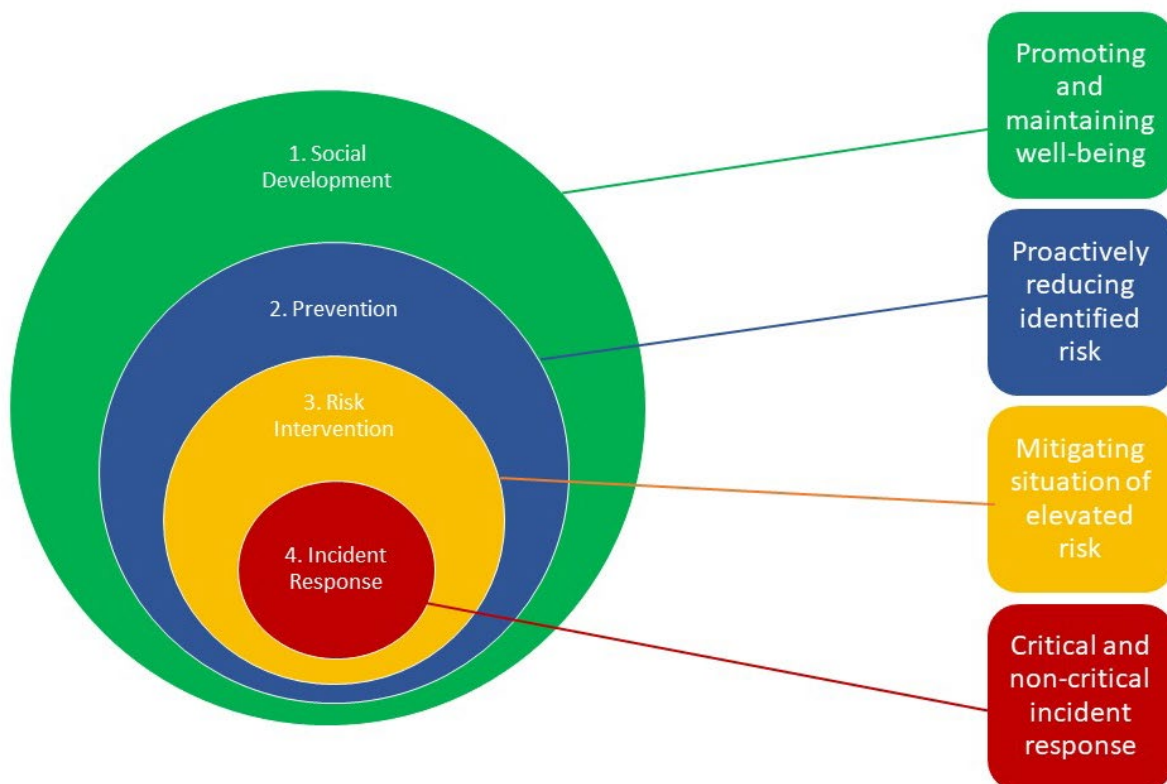 1. Social
Development
2. Prevention
3. Risk
Intervention
4. Incident
Response
Promoting
and
maintaining
well-being
Proactively
reducing
identified
risk
Mitigating
situation of
elevated
risk
Critical and
non-critical
incident
response